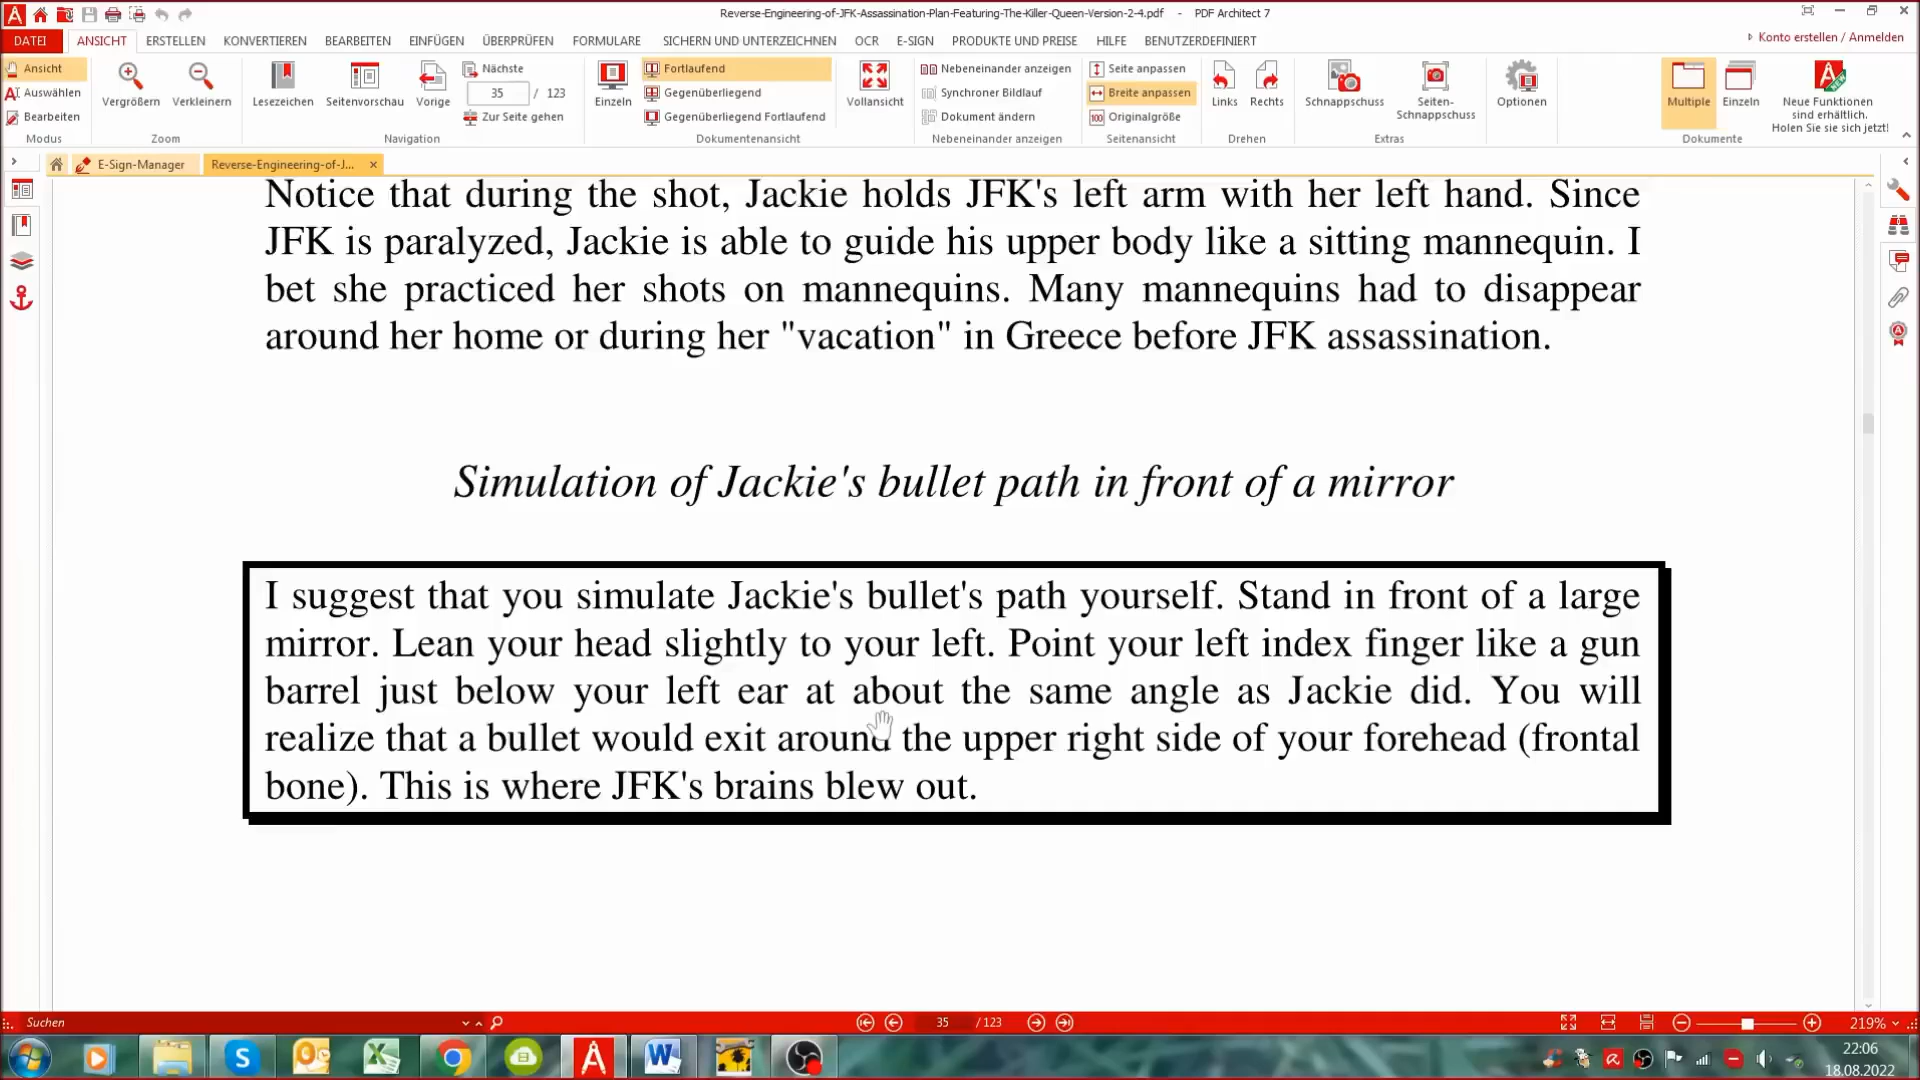 Reverse-Engineering-of-JFK-Assassination-Plan-Featuring-The-Killer-Queen-Version-2-4.pdf - PDF Architect 7
DATEI ANSICHT ERSTELLEN KONVERTIEREN BEARBEITEN EINFÜGEN ÜBERPRÜFEN FORMULARE SICHERN UND UNTERZEICHNEN OCR E-SIGN PRODUKTE UND PREISE HILFE BENUTZERDEFINIERT Konto erstellen / Anmelden
Ansicht Nächste Fortlaufend Nebeneinander anzeigen Seite anpassen
Auswählen Vergrößern Verkleinern Lesezeichen Seitenvorschau Vorige 35 / 123 Einzeln Gegenüberliegend Vollansicht Synchroner Bildlauf Breite anpassen Links Rechts Schnappschuss Seiten-Schnappschuss Optionen Multiple Einzeln Neue Funktionen
sind erhältlich.
Holen Sie sie sich jetzt!
Bearbeiten Zur Seite gehen Gegenüberliegend Fortlaufend Dokument ändern 100 Originalgröße
Modus Zoom Navigation Dokumentenansicht Nebeneinander anzeigen Seitenansicht Drehen Extras Dokumente
E-Sign-Manager Reverse-Engineering-of-J...
Notice that during the shot, Jackie holds JFK's left arm with her left hand. Since
JFK is paralyzed, Jackie is able to guide his upper body like a sitting mannequin. I
bet she practiced her shots on mannequins. Many mannequins had to disappear
around her home or during her "vacation" in Greece before JFK assassination.
Simulation of Jackie's bullet path in front of a mirror
I suggest that you simulate Jackie's bullet's path yourself. Stand in front of a large
mirror. Lean your head slightly to your left. Point your left index finger like a gun
barrel just below your left ear at about the same angle as Jackie did. You will
realize that a bullet would exit around the upper right side of your forehead (frontal
bone). This is where JFK's brains blew out.
Suchen 35 / 123 219%
22:06
18.08.2022